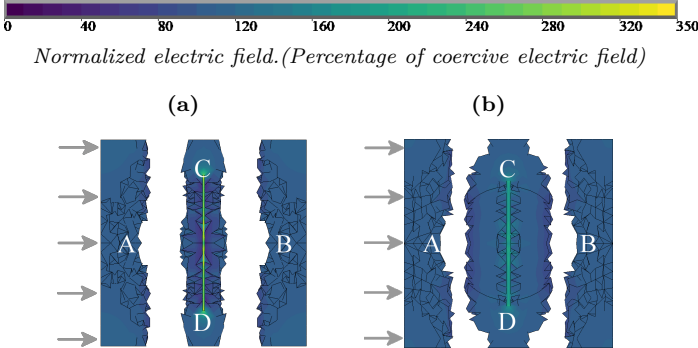 0 40 80 120 160 200 240 280 320 350
Normalized electric field.(Percentage of coercive electric field)
(a) (b)
C C
A B A B
D D